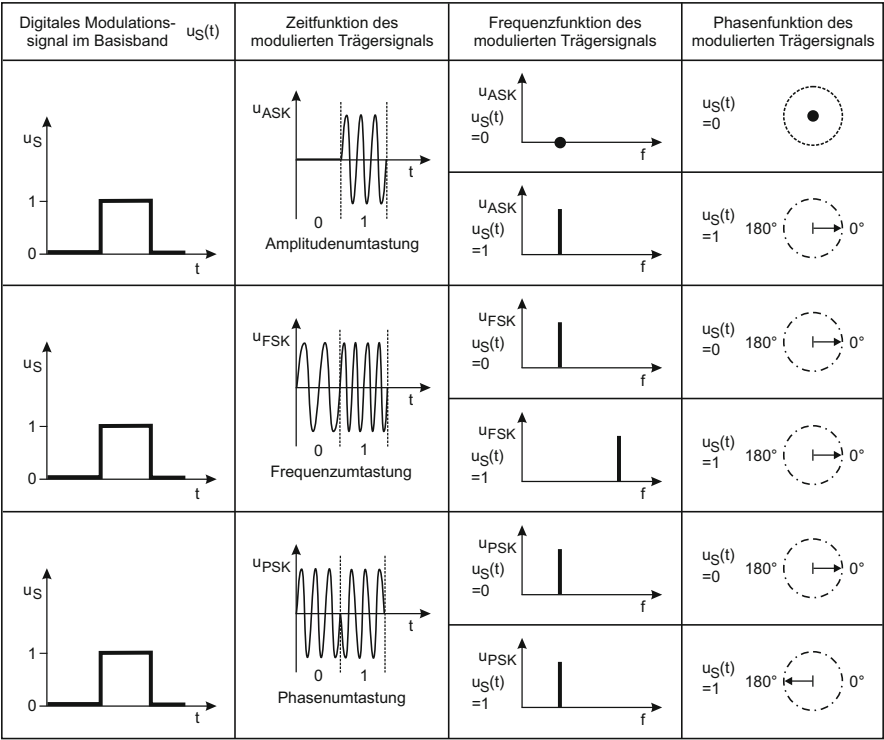 Digitales Modulations-
signal im Basisband uS(t)
Zeitfunktion des
modulierten Trägersignals
Frequenzfunktion des
modulierten Trägersignals
Phasenfunktion des
modulierten Trägersignals
uS
1
0
t
uASK
t
0 1
Amplitudenumtastung
uASK
uS(t)
=0
f
uS(t)
=0
uASK
uS(t)
=1
f
uS(t)
=1
180° 0°
uS
1
0
t
uFSK
t
0 1
Frequenzumtastung
uFSK
uS(t)
=0
f
uS(t)
=0
180° 0°
uFSK
uS(t)
=1
f
uS(t)
=1
180° 0°
uS
1
0
t
uPSK
t
0 1
Phasenumtastung
uPSK
uS(t)
=0
f
uS(t)
=0
180° 0°
uPSK
uS(t)
=1
f
uS(t)
=1
180° 0°